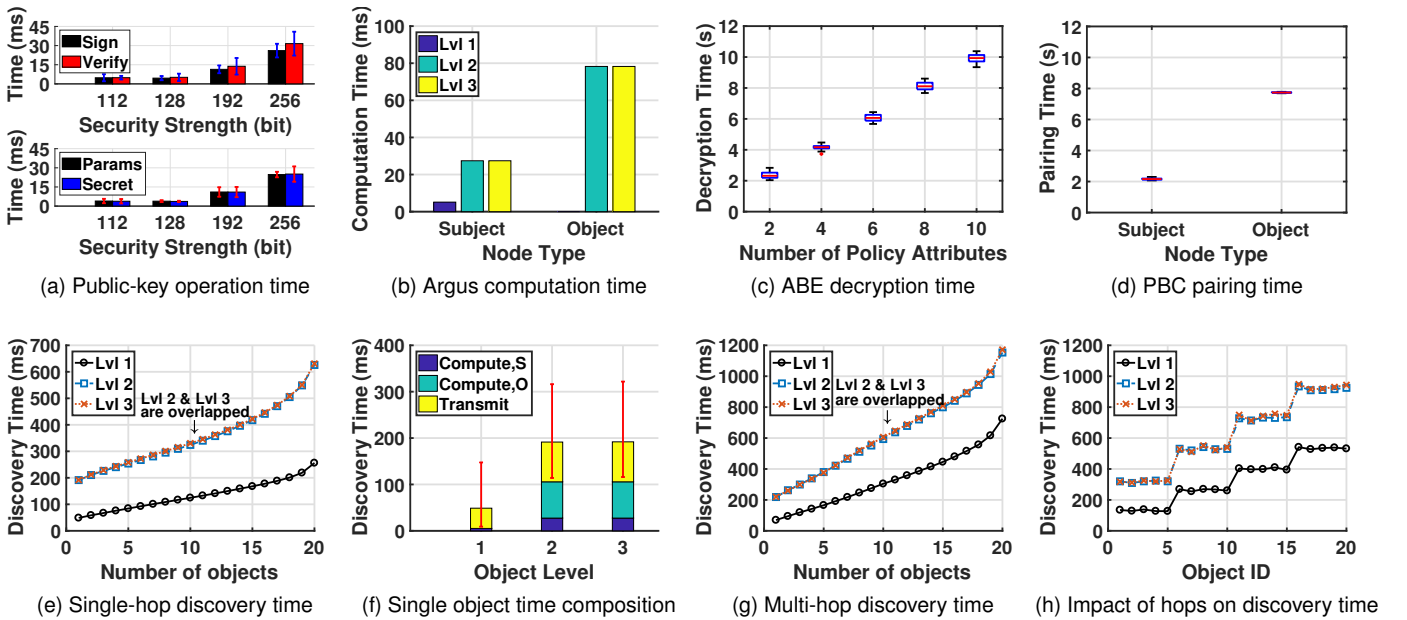 Time (ms)
45
30
15
0
Sign
Verify
112 128 192 256
Security Strength (bit)
Time (ms)
45
30
15
0
Params
Secret
112 128 192 256
Security Strength (bit)
(a) Public-key operation time
Computation Time (ms)
100
80
60
40
20
0
Lvl 1
Lvl 2
Lvl 3
Subject Object
Node Type
(b) Argus computation time
Decryption Time (s)
12
10
8
6
4
2
0
2 4 6 8 10
Number of Policy Attributes
(c) ABE decryption time
Pairing Time (s)
12
10
8
6
4
2
0
Subject Object
Node Type
(d) PBC pairing time
Discovery Time (ms)
700
600
500
400
300
200
100
0
Lvl 1
Lvl 2
Lvl 3
Lvl 2 & Lvl 3
are overlapped
0 5 10 15 20
Number of objects
(e) Single-hop discovery time
Discovery Time (ms)
400
300
200
100
0
Compute,S
Compute,O
Transmit
1 2 3
Object Level
(f) Single object time composition
Discovery Time (ms)
1200
1000
800
600
400
200
0
Lvl 1
Lvl 2
Lvl 3
Lvl 2 & Lvl 3
are overlapped
0 5 10 15 20
Number of objects
(g) Multi-hop discovery time
Discovery Time (ms)
1200
1000
800
600
400
200
0
Lvl 1
Lvl 2
Lvl 3
0 5 10 15 20
Object ID
(h) Impact of hops on discovery time